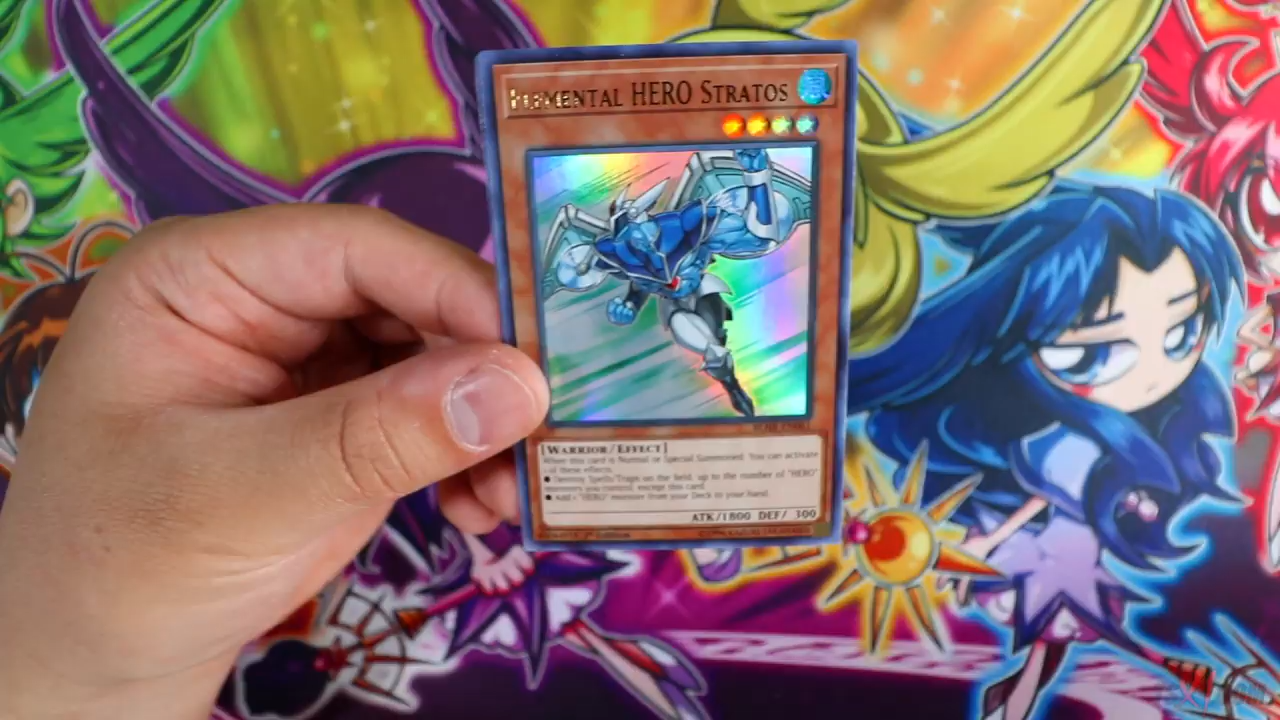 ELEMENTAL HERO STRATOS
[WARRIOR/EFFECT]
When this card is Normal or Special Summoned: You can activate
of these effects.
● Destroy Spells/Traps on the field, up to the number of "HERO"
monsters you control, except this card.
● Add 1 "HERO" monster from your Deck to your hand.
ATK/1800 DEF/ 300
1st Edition